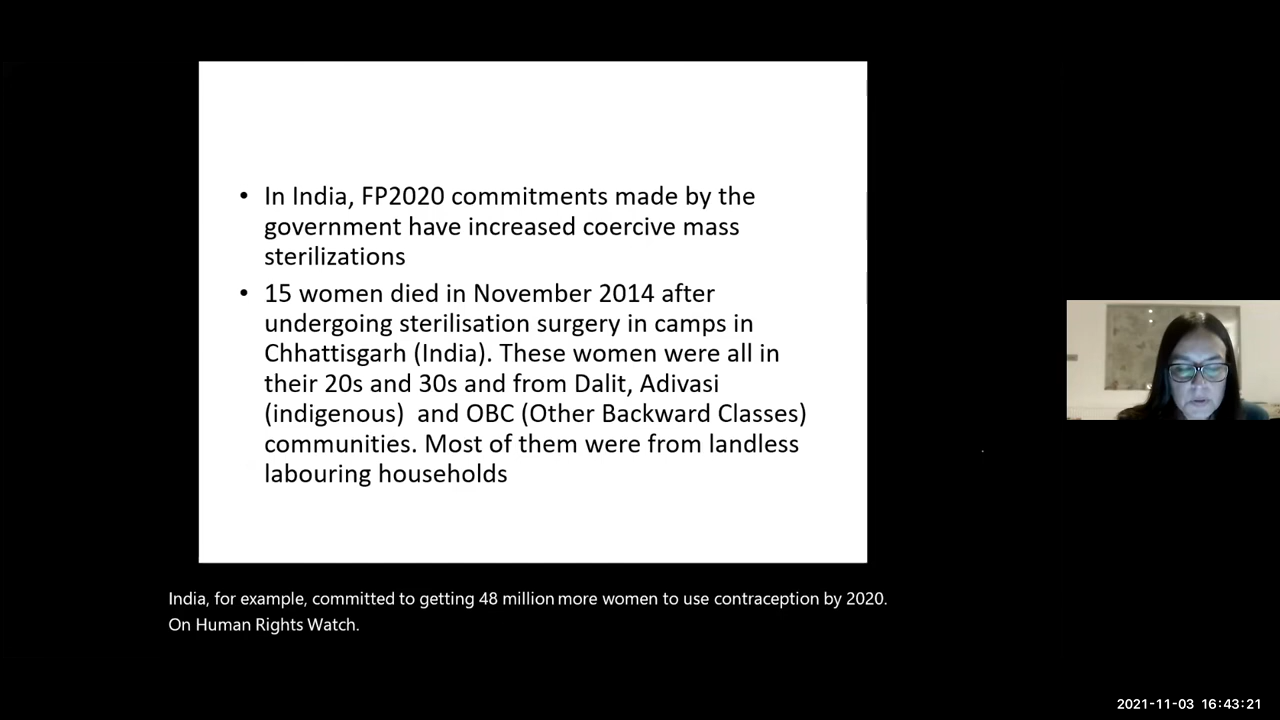 • In India, FP2020 commitments made by the
government have increased coercive mass
sterilizations
• 15 women died in November 2014 after
undergoing sterilisation surgery in camps in
Chhattisgarh (India). These women were all in
their 20s and 30s and from Dalit, Adivasi
(indigenous)  and OBC (Other Backward Classes)
communities. Most of them were from landless
labouring households
India, for example, committed to getting 48 million more women to use contraception by 2020.
On Human Rights Watch.
2021-11-03 16:43:21